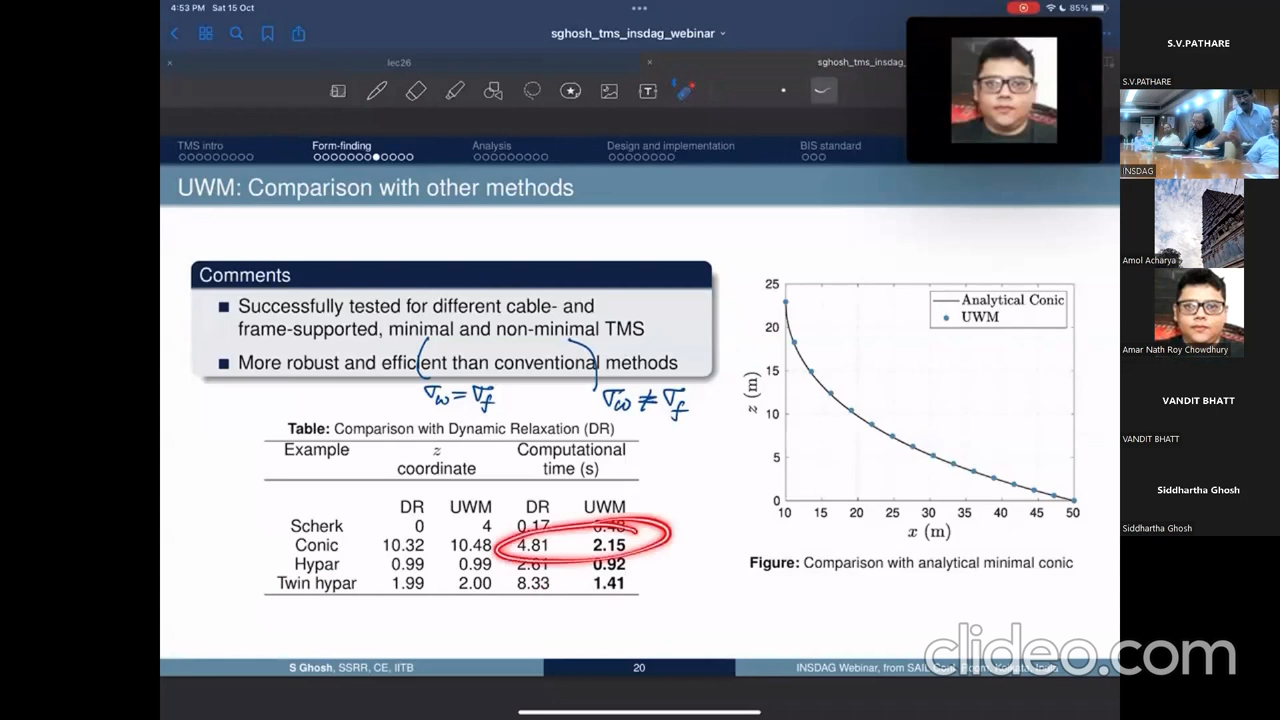 4:53 PM Sat 15 Oct
85%
sghosh_tms_insdag_webinar
lec26
sghosh_tms_insdag_
TMS intro
Form-finding
Analysis
Design and implementation
BIS standard
UWM: Comparison with other methods
Comments
Successfully tested for different cable- and
frame-supported, minimal and non-minimal TMS
More robust and efficient than conventional methods
σw = σf
σw ≠ σf
Table: Comparison with Dynamic Relaxation (DR)
Example z Computational
coordinate time (s)
DR UWM DR UWM
Scherk 0 4 0.17
Conic 10.32 10.48 4.81 2.15
Hypar 0.99 0.99 2.61 0.92
Twin hypar 1.99 2.00 8.33 1.41
25
20
15
10
5
0
z (m)
10 15 20 25 30 35 40 45 50
x (m)
Analytical Conic
UWM
Figure: Comparison with analytical minimal conic
S Ghosh, SSRR, CE, IITB
20
INSDAG Webinar, from SAIL Conf. Room, Kolkata, India
clideo.com
S.V.PATHARE
S.V.PATHARE
INSDAG
Amol Acharya
Amar Nath Roy Chowdhury
VANDIT BHATT
VANDIT BHATT
Siddhartha Ghosh
Siddhartha Ghosh